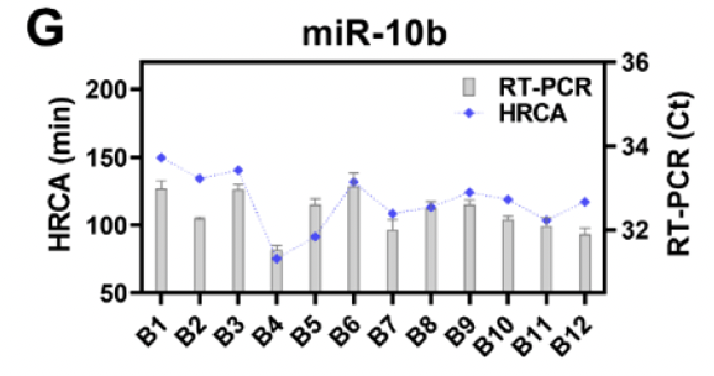 G
miR-10b
RT-PCR
HRCA
HRCA (min)
200
150
100
50
36
34
32
RT-PCR (Ct)
B1 B2 B3 B4 B5 B6 B7 B8 B9 B10 B11 B12